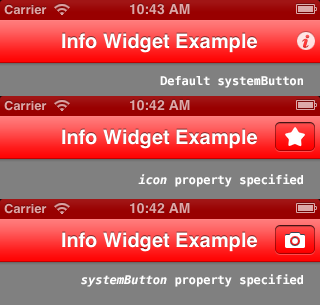 Carrier 10:43 AM
Info Widget Example
Default systemButton
Carrier 10:42 AM
Info Widget Example
icon property specified
Carrier 10:42 AM
Info Widget Example
systemButton property specified